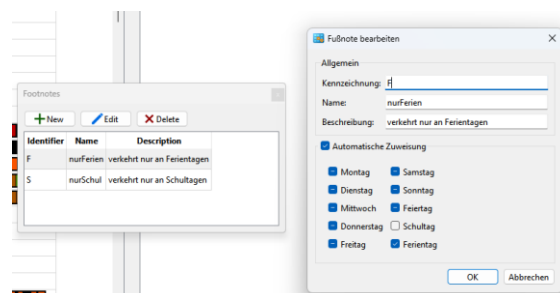 Footnotes
New Edit Delete
Identifier Name Description
F nurFerien verkehrt nur an Ferientagen
S nurSchul verkehrt nur an Schultagen
Fußnote bearbeiten
Allgemein
Kennzeichnung: F
Name: nurFerien
Beschreibung: verkehrt nur an Ferientagen
Automatische Zuweisung
Montag Samstag
Dienstag Sonntag
Mittwoch Feiertag
Donnerstag Schultag
Freitag Ferientag
OK Abbrechen